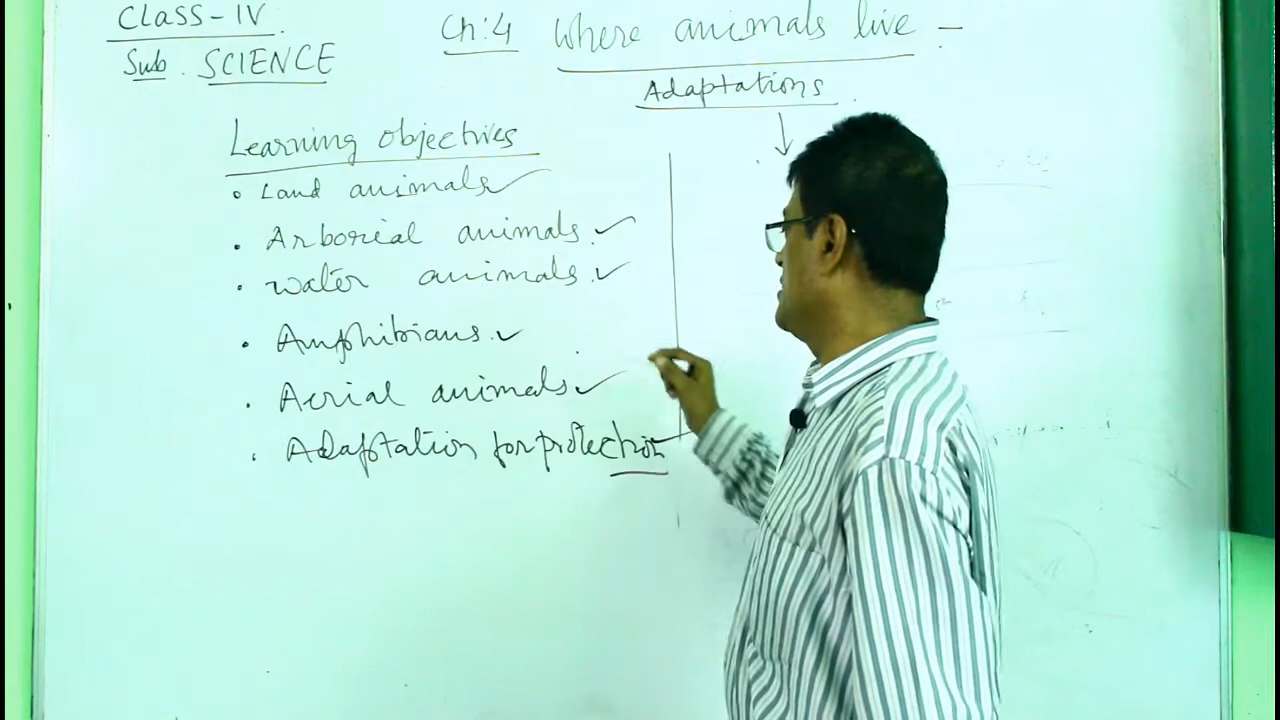 Class-IV
Sub. SCIENCE
Ch:4 Where animals live -
Adaptations
Learning objectives
• Land animals
• Arborial animals.
• water animals.
• Amphibians.
• Aerial animals
• Adaptation for protection